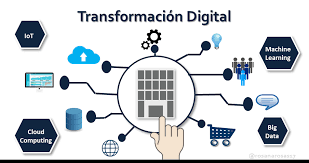 Transformación Digital
IoT
Machine
Learning
Cloud
Computing
Big
Data